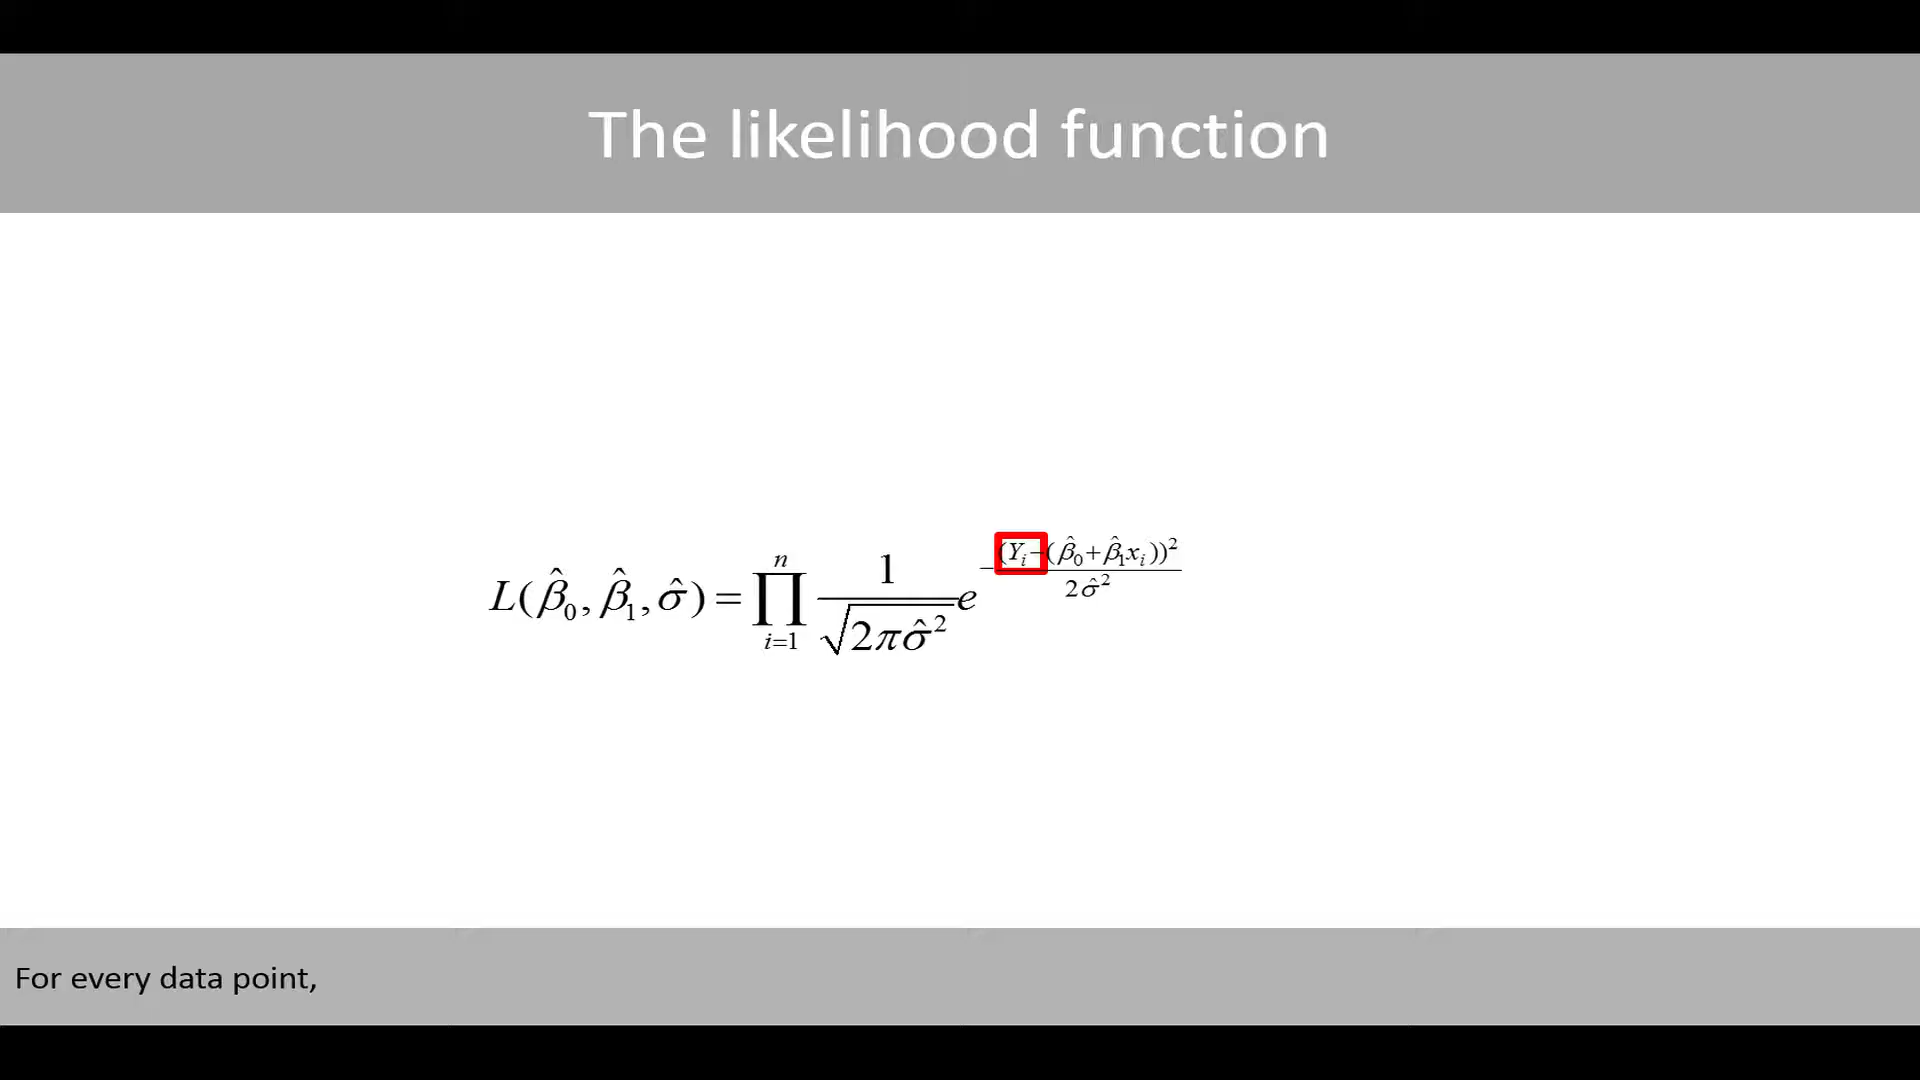 The likelihood function
L(β̂₀, β̂₁, σ̂) = ∏ᵢ₌₁ⁿ 1/√(2πσ̂²) e^(−(Yᵢ−(β̂₀+β̂₁xᵢ))²/(2σ̂²))
For every data point,